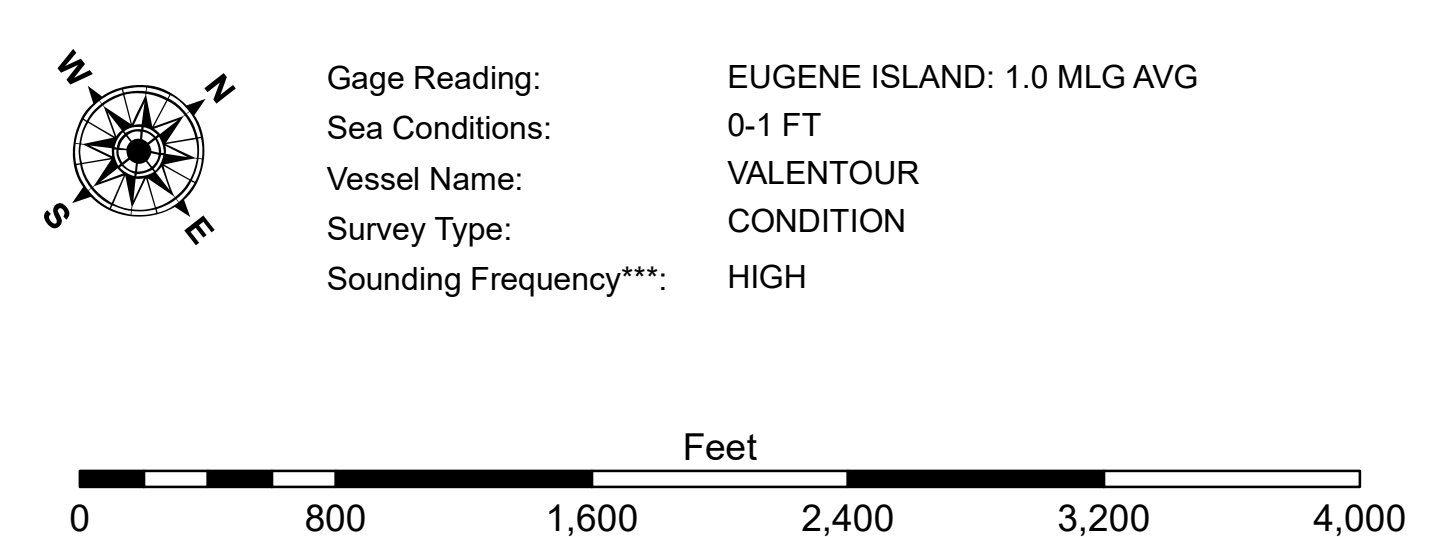 W
N
S
E
Gage Reading: EUGENE ISLAND: 1.0 MLG AVG
Sea Conditions: 0-1 FT
Vessel Name: VALENTOUR
Survey Type: CONDITION
Sounding Frequency***: HIGH
Feet
0 800 1,600 2,400 3,200 4,000